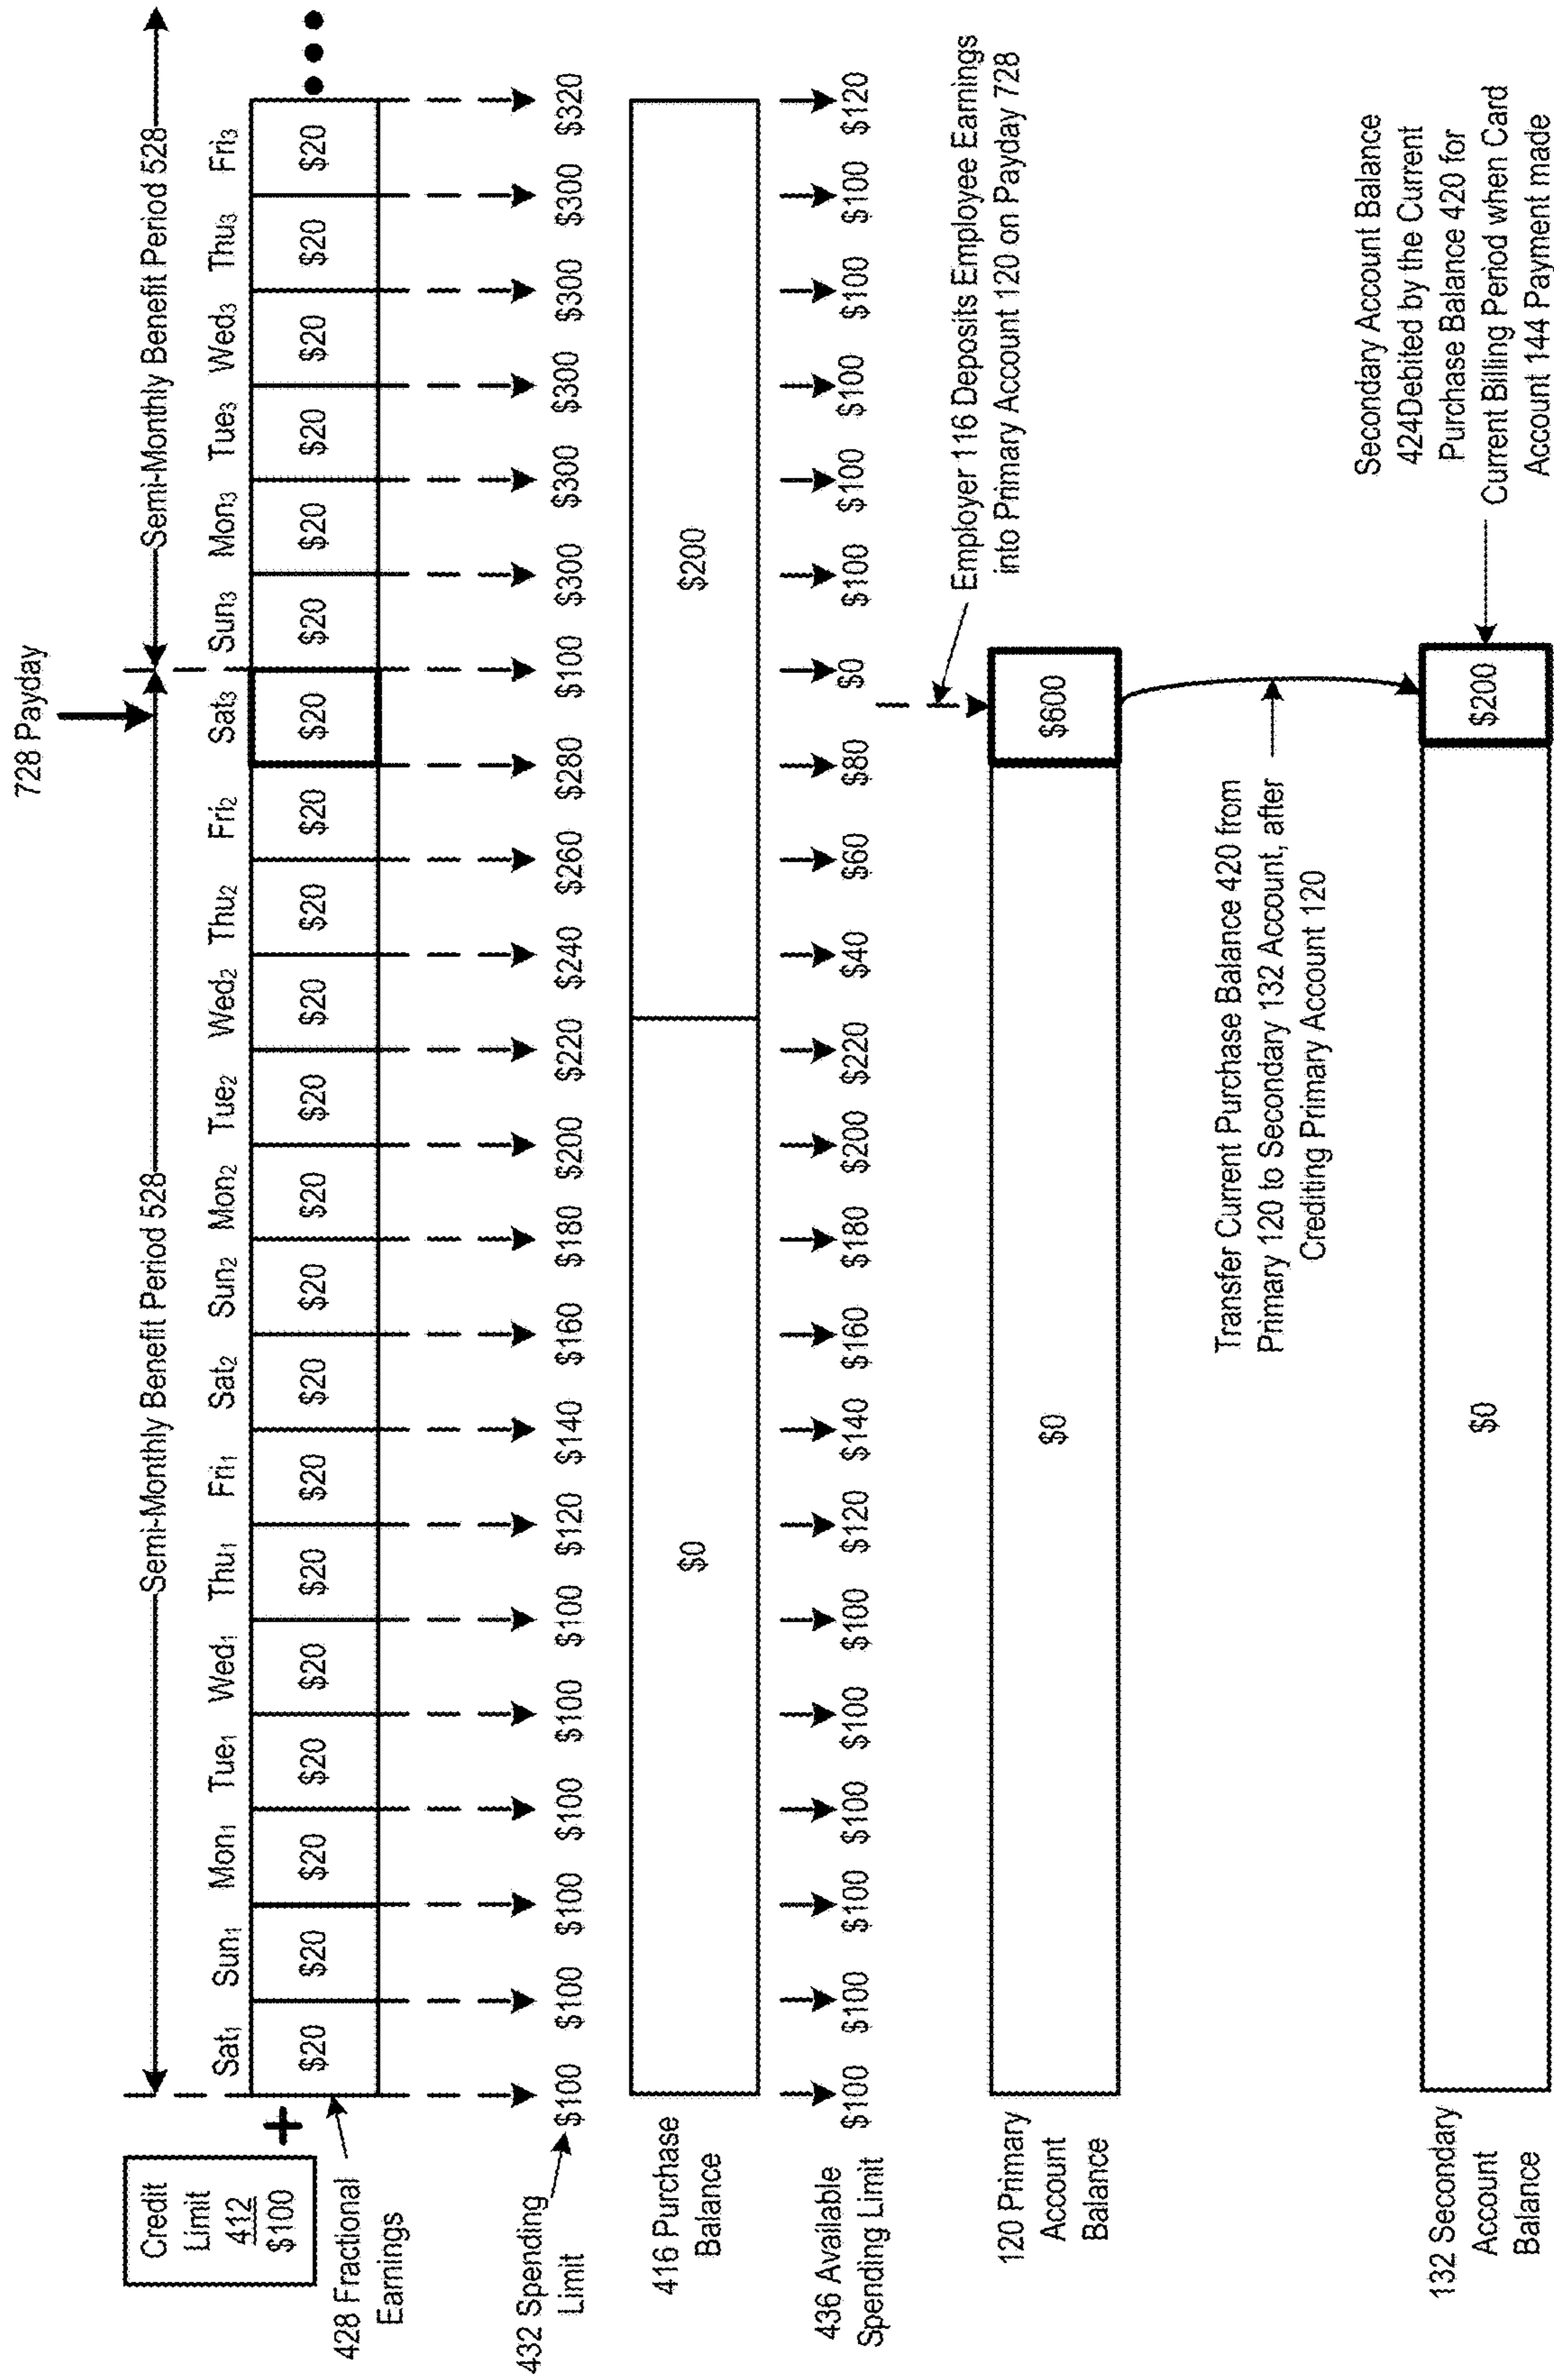 728 Payday
Semi-Monthly Benefit Period 528
Semi-Monthly Benefit Period 528
Credit
Limit
412
$100
+
Sat1 Sun1 Mon1 Tue1 Wed1 Thu1 Fri1 Sat2 Sun2 Mon2 Tue2 Wed2 Thu2 Fri2 Sat3 Sun3 Mon3 Tue3 Wed3 Thu3 Fri3
$20 $20 $20 $20 $20 $20 $20 $20 $20 $20 $20 $20 $20 $20 $20 $20 $20 $20 $20 $20 $20
428 Fractional
Earnings
432 Spending
Limit
$100 $100 $100 $100 $100 $100 $120 $140 $160 $180 $200 $220 $240 $260 $280 $100 $300 $300 $300 $300 $300 $320
416 Purchase
Balance
$0 $200
436 Available
Spending Limit
$100 $100 $100 $100 $100 $100 $120 $140 $160 $180 $200 $220 $40 $60 $80 $0 $100 $100 $100 $100 $100 $120
Employer 116 Deposits Employee Earnings
into Primary Account 120 on Payday 728
120 Primary
Account
Balance
$0 $600
Transfer Current Purchase Balance 420 from
Primary 120 to Secondary 132 Account, after
Crediting Primary Account 120
Secondary Account Balance
424Debited by the Current
Purchase Balance 420 for
Current Billing Period when Card
Account 144 Payment made
132 Secondary
Account
Balance
$0 $200